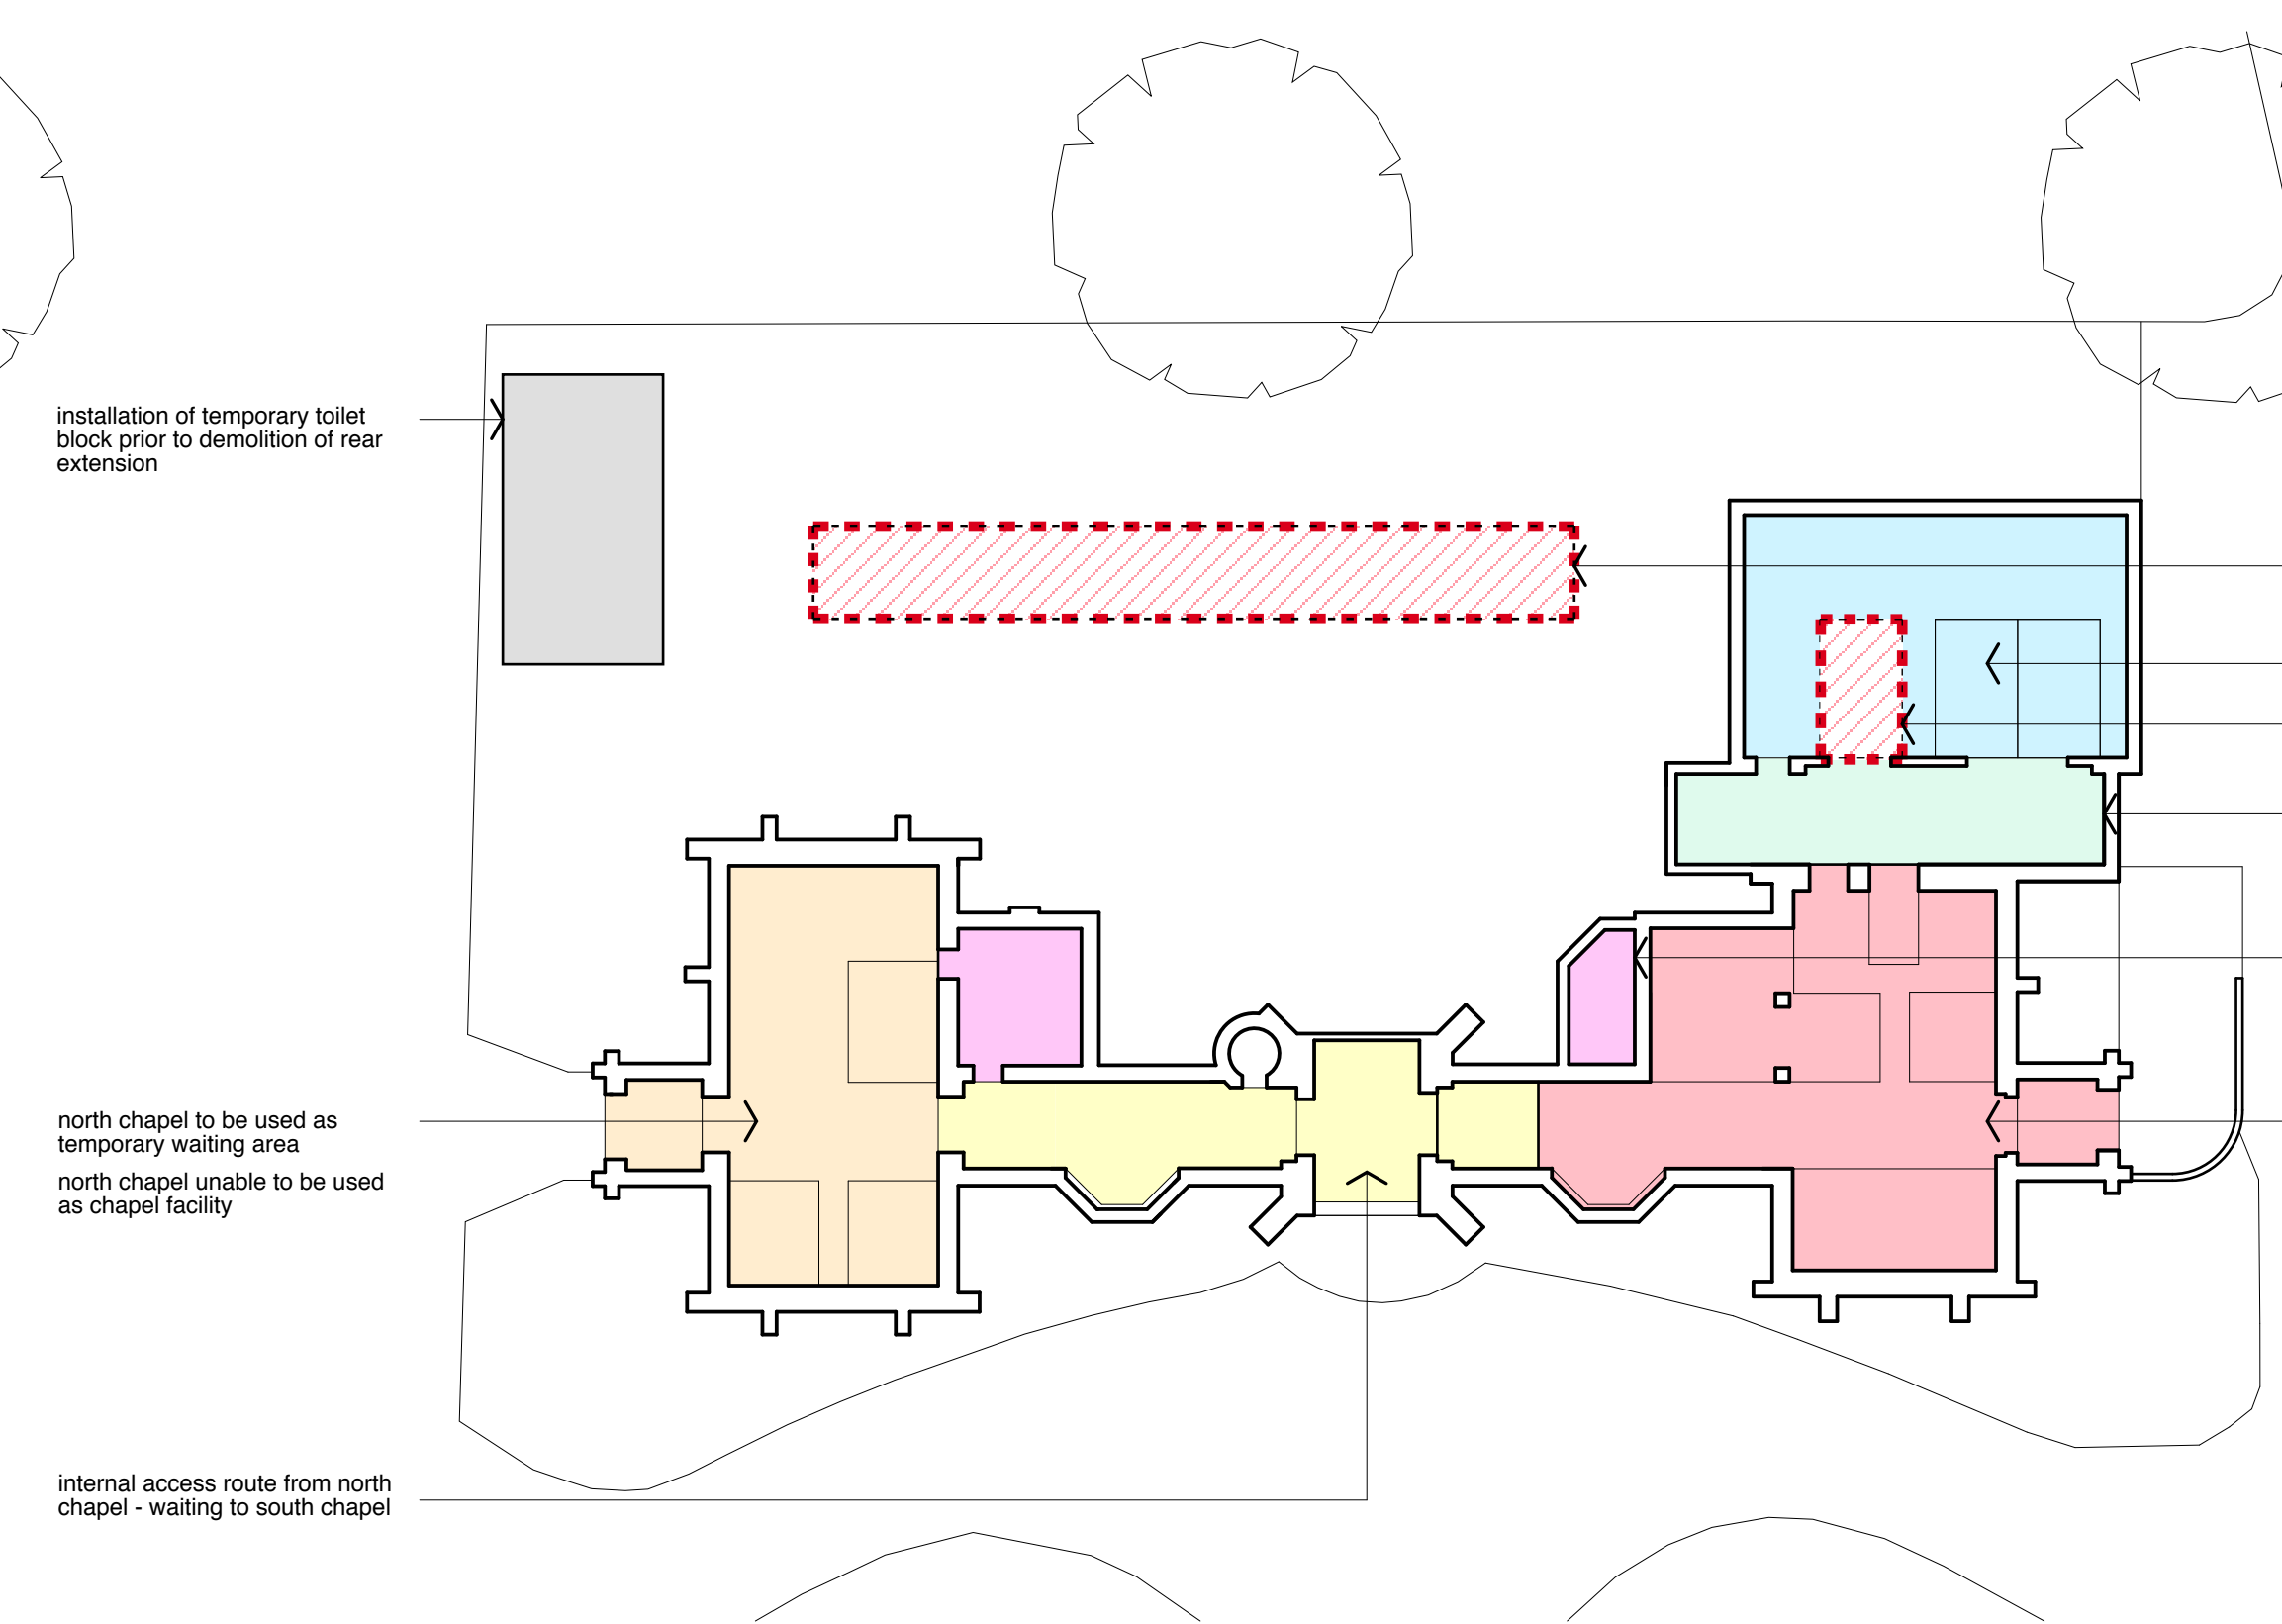 installation of temporary toilet
block prior to demolition of rear
extension
north chapel to be used as
temporary waiting area
north chapel unable to be used
as chapel facility
internal access route from north
chapel - waiting to south chapel